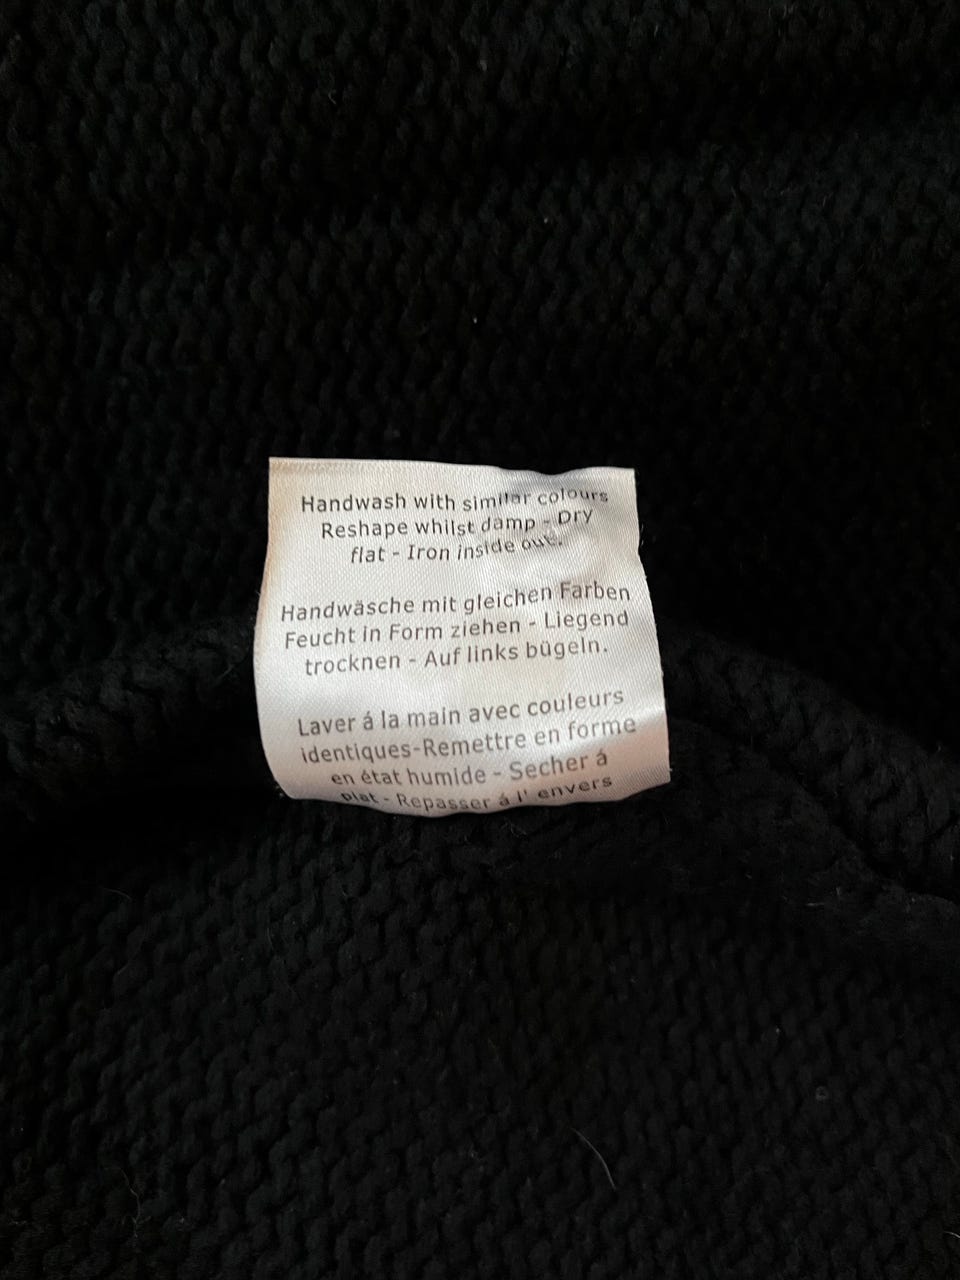 Handwash with similar colours
Reshape whilst damp - Dry
flat - Iron inside out.
Handwäsche mit gleichen Farben
Feucht in Form ziehen - Liegend
trocknen - Auf links bügeln.
Laver á la main avec couleurs
identiques-Remettre en forme
en état humide - Secher á
plat - Repasser á l' envers